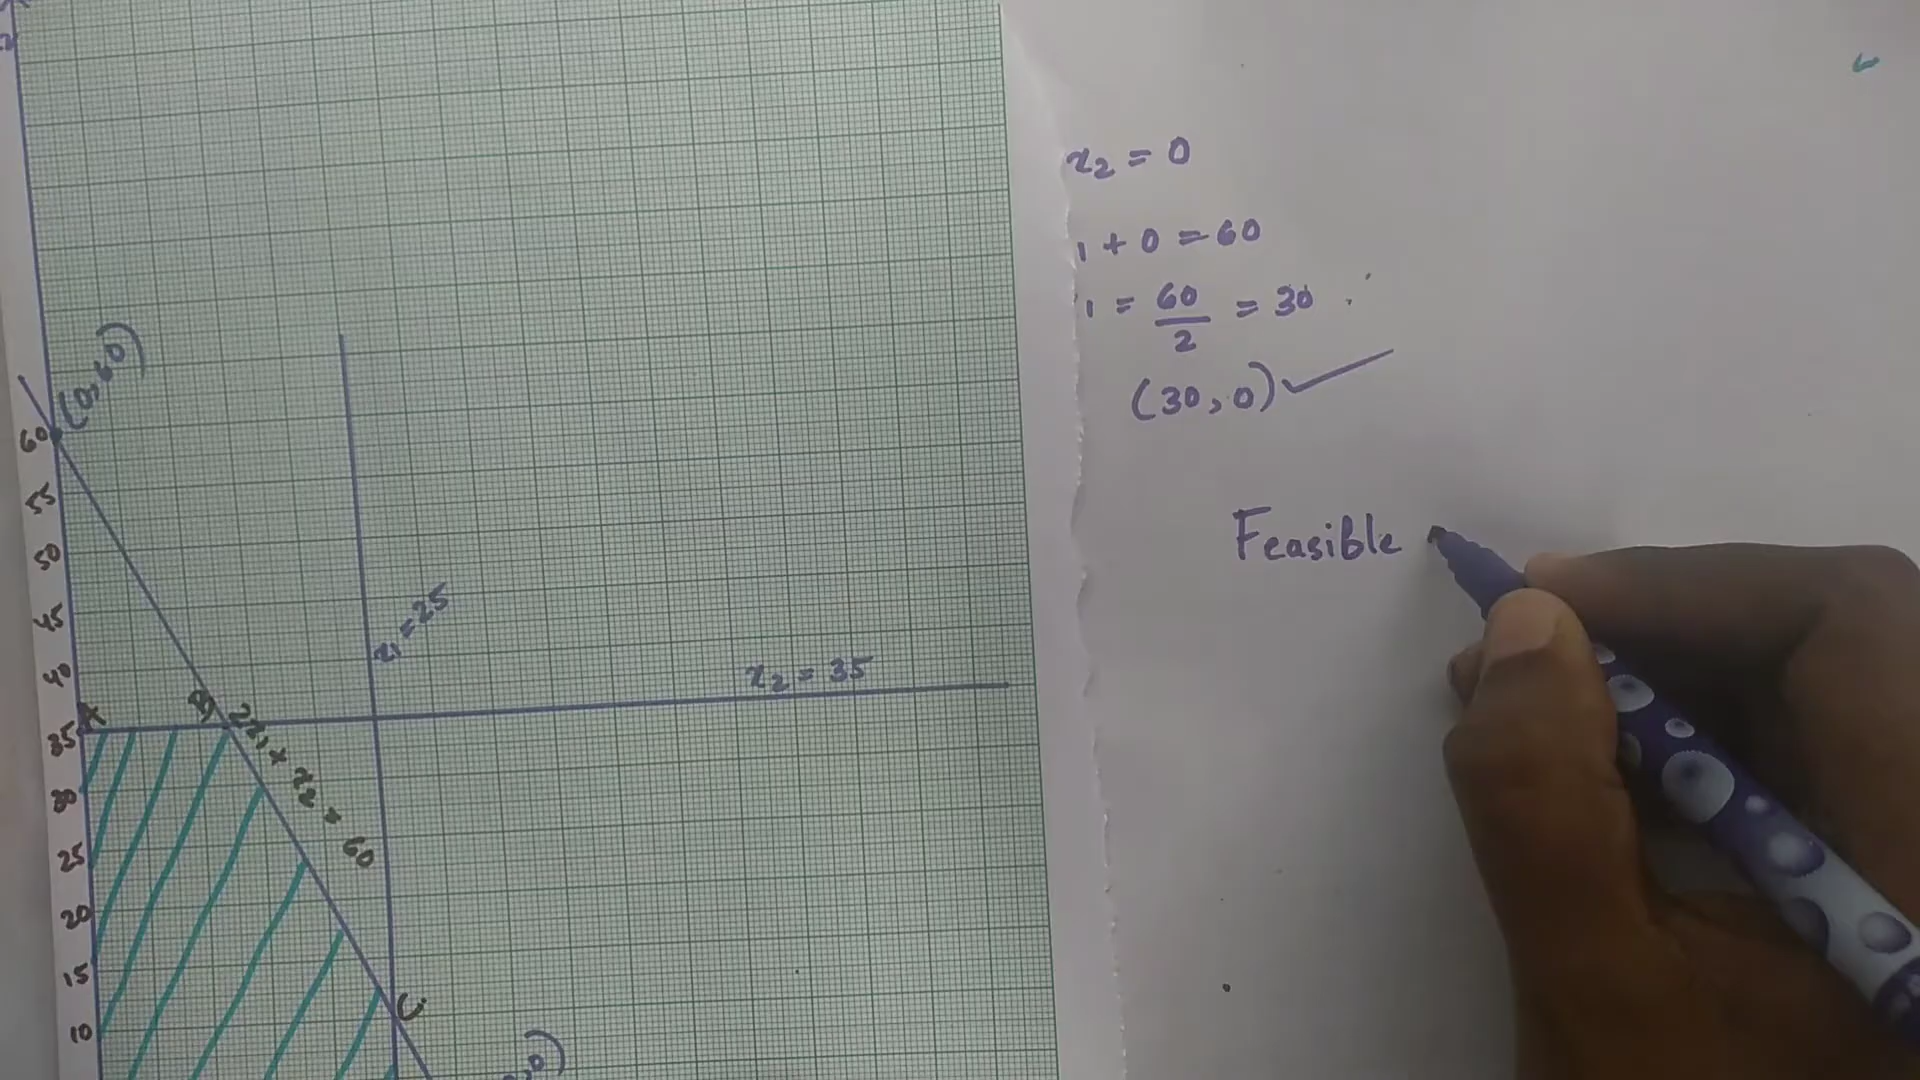 x₂ = 0
1 + 0 = 60
1 = 60/2 = 30
(30, 0) ✓
Feasible
(0, 60)
60
55
50
45
40
35
30
25
20
15
10
x₁ = 25
x₂ = 35
A
B
2x₁ + x₂ = 60
C
, 0)